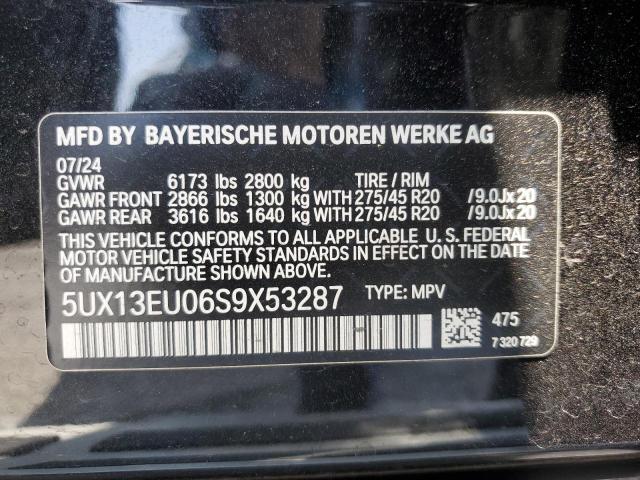 MFD BY BAYERISCHE MOTOREN WERKE AG
07/24
GVWR 6173 lbs 2800 kg TIRE / RIM
GAWR FRONT 2866 lbs 1300 kg WITH 275/45 R20 /9.0Jx20
GAWR REAR 3616 lbs 1640 kg WITH 275/45 R20 /9.0Jx20
THIS VEHICLE CONFORMS TO ALL APPLICABLE U. S. FEDERAL
MOTOR VEHICLE SAFETY STANDARDS IN EFFECT ON THE
DATE OF MANUFACTURE SHOWN ABOVE.
5UX13EU06S9X53287 TYPE: MPV
475
7 320 729